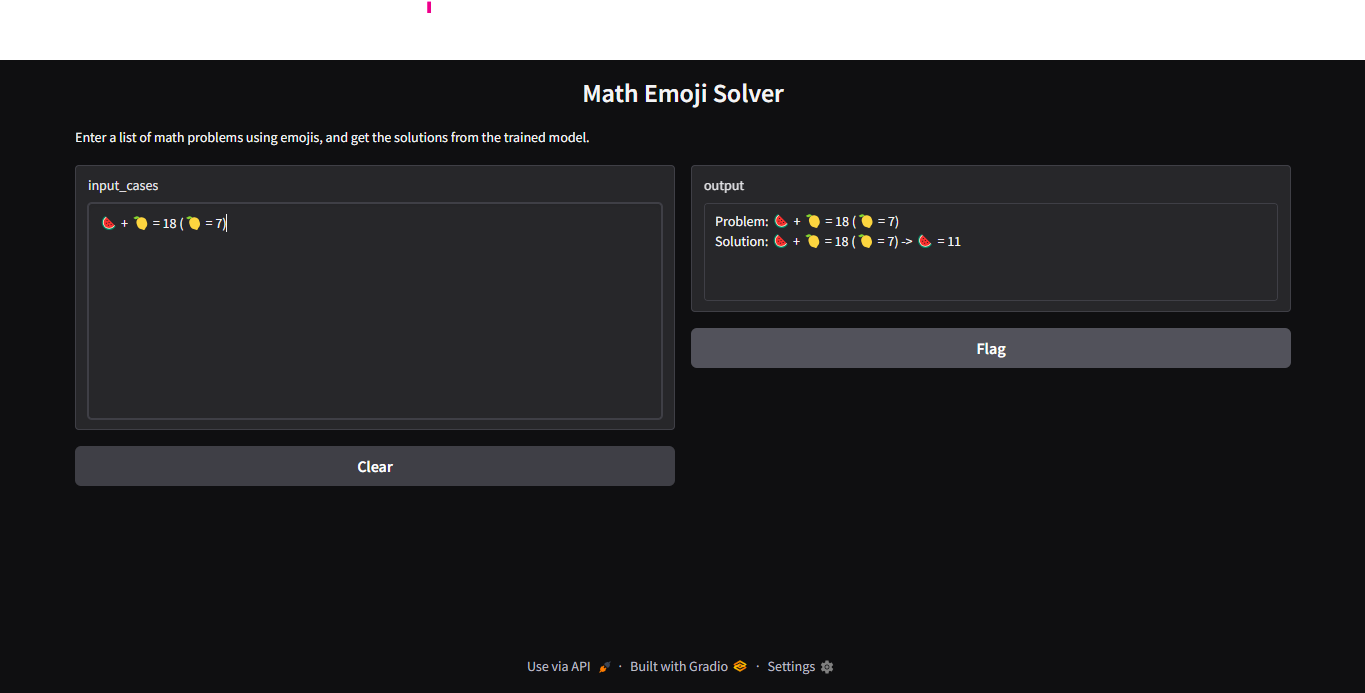 Math Emoji Solver
Enter a list of math problems using emojis, and get the solutions from the trained model.
input_cases
🍉 + 🍋 = 18 ( 🍋 = 7)
Clear
output
Problem: 🍉 + 🍋 = 18 ( 🍋 = 7)
Solution: 🍉 + 🍋 = 18 ( 🍋 = 7) -> 🍉 = 11
Flag
Use via API 🚀 · Built with Gradio · Settings ⚙️